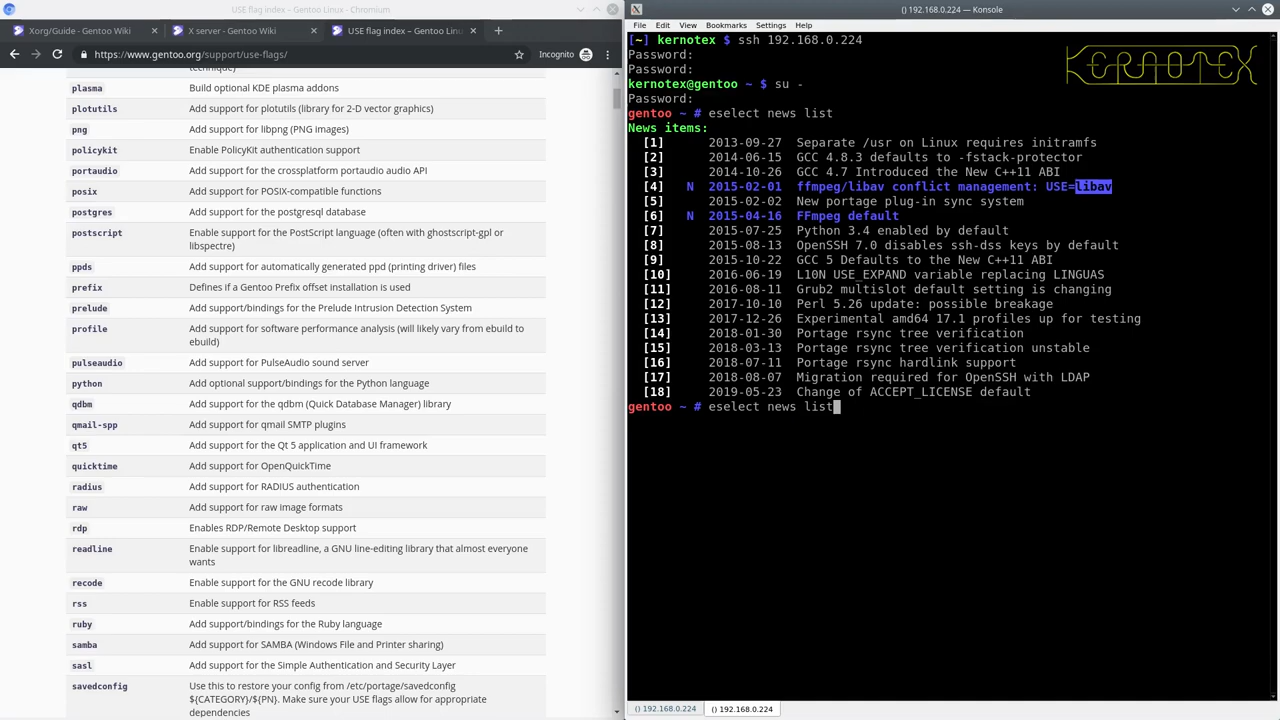 USE flag index – Gentoo Linux - Chromium
Xorg/Guide - Gentoo Wiki
X server - Gentoo Wiki
USE flag index – Gentoo Linu
https://www.gentoo.org/support/use-flags/
Incognito
technique)
plasma Build optional KDE plasma addons
plotutils Add support for plotutils (library for 2-D vector graphics)
png Add support for libpng (PNG images)
policykit Enable PolicyKit authentication support
portaudio Add support for the crossplatform portaudio audio API
posix Add support for POSIX-compatible functions
postgres Add support for the postgresql database
postscript Enable support for the PostScript language (often with ghostscript-gpl or
libspectre)
ppds Add support for automatically generated ppd (printing driver) files
prefix Defines if a Gentoo Prefix offset installation is used
prelude Add support/bindings for the Prelude Intrusion Detection System
profile Add support for software performance analysis (will likely vary from ebuild to
ebuild)
pulseaudio Add support for PulseAudio sound server
python Add optional support/bindings for the Python language
qdbm Add support for the qdbm (Quick Database Manager) library
qmail-spp Add support for qmail SMTP plugins
qt5 Add support for the Qt 5 application and UI framework
quicktime Add support for OpenQuickTime
radius Add support for RADIUS authentication
raw Add support for raw image formats
rdp Enables RDP/Remote Desktop support
readline Enable support for libreadline, a GNU line-editing library that almost everyone
wants
recode Enable support for the GNU recode library
rss Enable support for RSS feeds
ruby Add support/bindings for the Ruby language
samba Add support for SAMBA (Windows File and Printer sharing)
sasl Add support for the Simple Authentication and Security Layer
savedconfig Use this to restore your config from /etc/portage/savedconfig
${CATEGORY}/${PN}. Make sure your USE flags allow for appropriate
dependencies
() 192.168.0.224 — Konsole
File Edit View Bookmarks Settings Help
[~] kernotex $ ssh 192.168.0.224
Password:
Password:
kernotex@gentoo ~ $ su -
Password:
gentoo ~ # eselect news list
News items:
[1] 2013-09-27 Separate /usr on Linux requires initramfs
[2] 2014-06-15 GCC 4.8.3 defaults to -fstack-protector
[3] 2014-10-26 GCC 4.7 Introduced the New C++11 ABI
[4] N 2015-02-01 ffmpeg/libav conflict management: USE=libav
[5] 2015-02-02 New portage plug-in sync system
[6] N 2015-04-16 FFmpeg default
[7] 2015-07-25 Python 3.4 enabled by default
[8] 2015-08-13 OpenSSH 7.0 disables ssh-dss keys by default
[9] 2015-10-22 GCC 5 Defaults to the New C++11 ABI
[10] 2016-06-19 L10N USE_EXPAND variable replacing LINGUAS
[11] 2016-08-11 Grub2 multislot default setting is changing
[12] 2017-10-10 Perl 5.26 update: possible breakage
[13] 2017-12-26 Experimental amd64 17.1 profiles up for testing
[14] 2018-01-30 Portage rsync tree verification
[15] 2018-03-13 Portage rsync tree verification unstable
[16] 2018-07-11 Portage rsync hardlink support
[17] 2018-08-07 Migration required for OpenSSH with LDAP
[18] 2019-05-23 Change of ACCEPT_LICENSE default
gentoo ~ # eselect news list
KERNOTEX
() 192.168.0.224
() 192.168.0.224